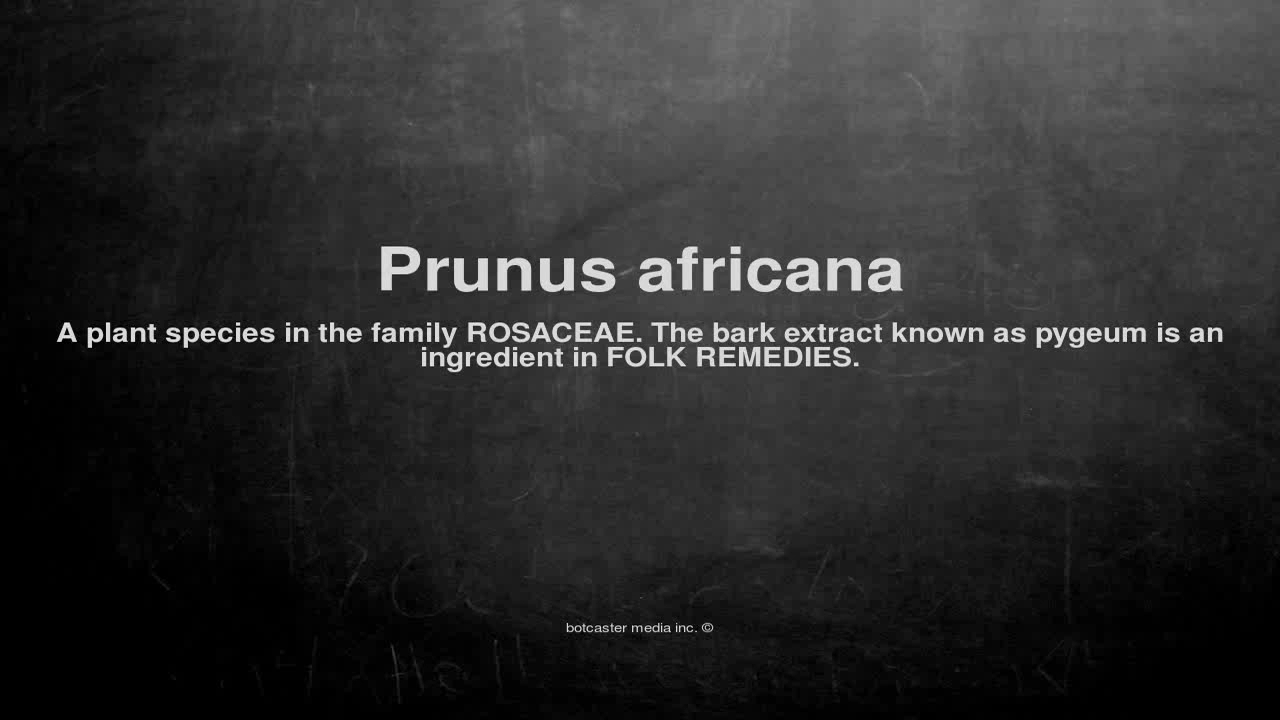 Prunus africana
A plant species in the family ROSACEAE. The bark extract known as pygeum is an
ingredient in FOLK REMEDIES.
botcaster media inc. ©